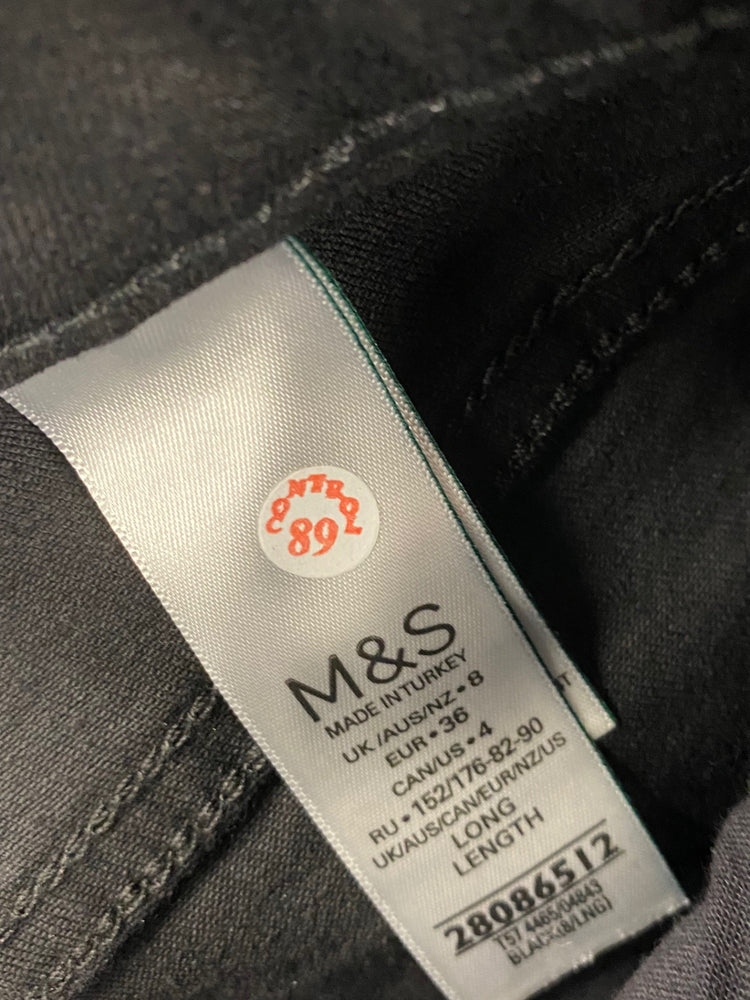 CONTROL
89
M&S
MADE IN TURKEY
UK/AUS/NZ • 8
EUR • 36
CAN/US • 4
RU • 152/176-82-90
UK/AUS/CAN/EUR/NZ/US
LONG
LENGTH
28086512
T57 4465/04843
BLACK(8/LNG)